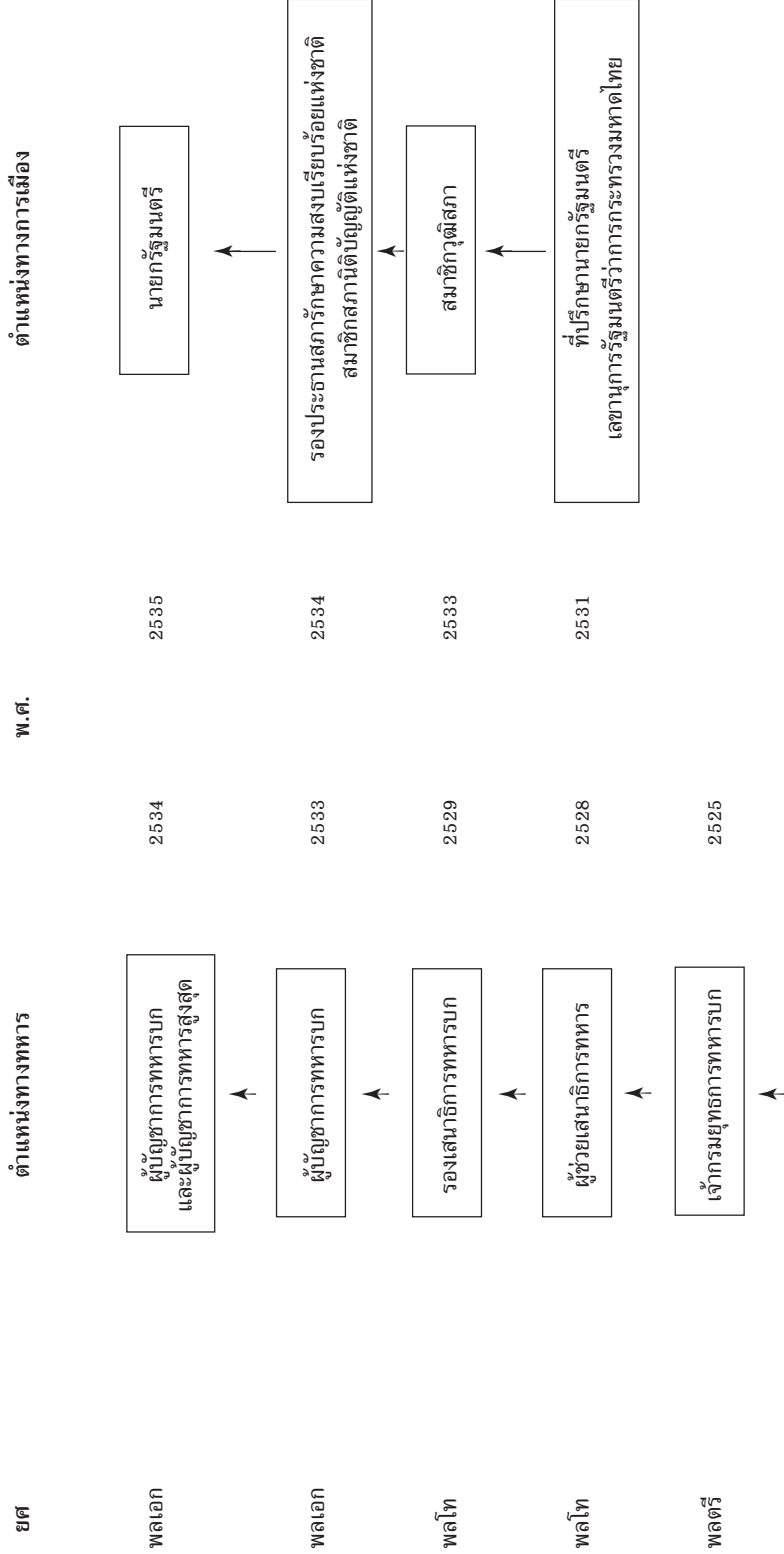 ยศ ตำแหน่งทางทหาร พ.ศ. ตำแหน่งทางการเมือง
พลเอก ผู้บัญชาการทหารบก 2534 2535 นายกรัฐมนตรี
และผู้บัญชาการทหารสูงสุด
พลเอก ผู้บัญชาการทหารบก 2533 2534 รองประธานสภารักษาความสงบเรียบร้อยแห่งชาติ
สมาชิกสภานิติบัญญัติแห่งชาติ
พลโท รองเสนาธิการทหารบก 2529 2533 สมาชิกวุฒิสภา
พลโท ผู้ช่วยเสนาธิการทหาร 2528 2531 ที่ปรึกษานายกรัฐมนตรี
เลขานุการรัฐมนตรีว่าการกระทรวงมหาดไทย
พลตรี เจ้ากรมยุทธการทหารบก 2525